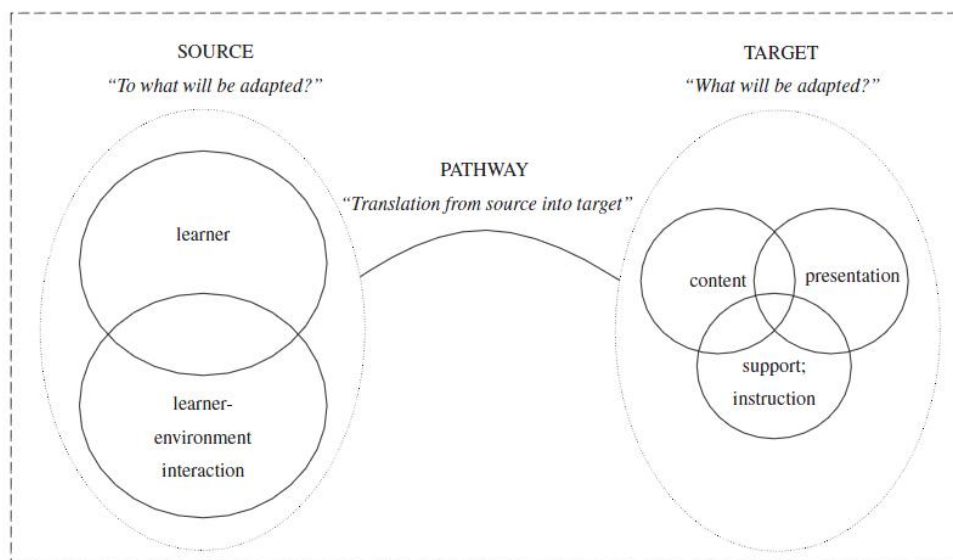 SOURCE
“To what will be adapted?”
learner
learner-
environment
interaction
PATHWAY
“Translation from source into target”
TARGET
“What will be adapted?”
content
presentation
support;
instruction